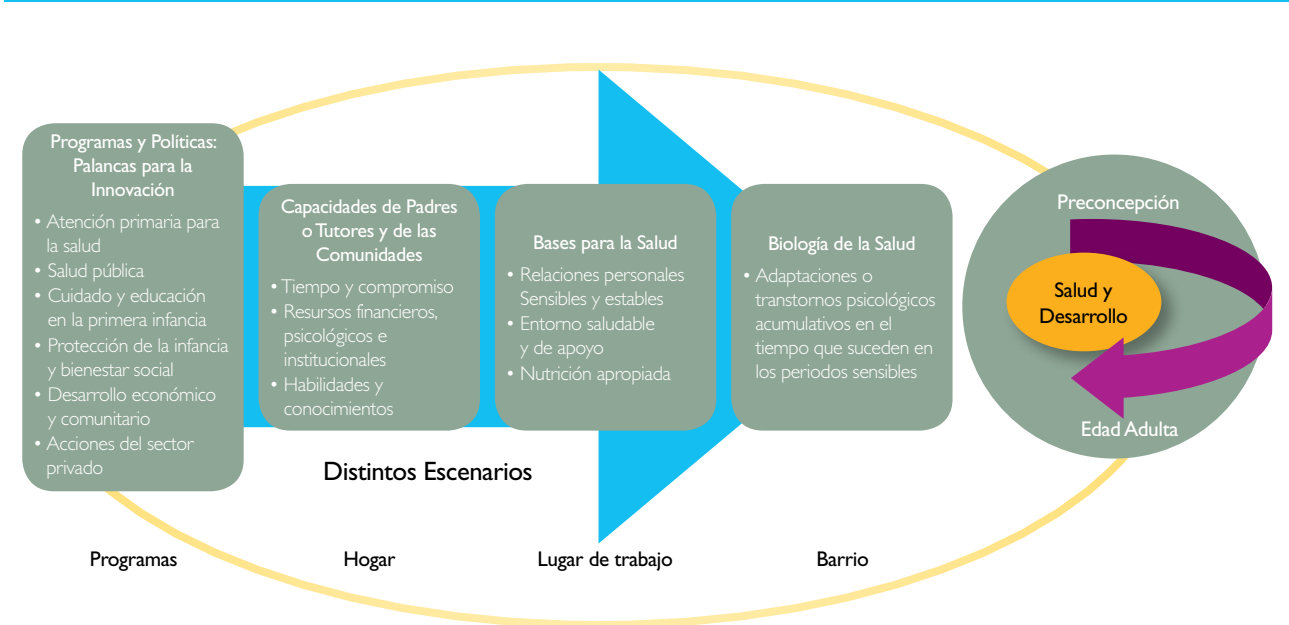 Programas y Políticas:
Palancas para la
Innovación
• Atención primaria para
la salud
• Salud pública
• Cuidado y educación
en la primera infancia
• Protección de la infancia
y bienestar social
• Desarrollo económico
y comunitario
• Acciones del sector
privado
Capacidades de Padres
o Tutores y de las
Comunidades
• Tiempo y compromiso
• Resursos financieros,
psicológicos e
institucionales
• Habilidades y
conocimientos
Bases para la Salud
• Relaciones personales
Sensibles y estables
• Entorno saludable
y de apoyo
• Nutrición apropiada
Biología de la Salud
• Adaptaciones o
transtornos psicológicos
acumulativos en el
tiempo que suceden en
los periodos sensibles
Preconcepción
Salud y
Desarrollo
Edad Adulta
Distintos Escenarios
Programas
Hogar
Lugar de trabajo
Barrio